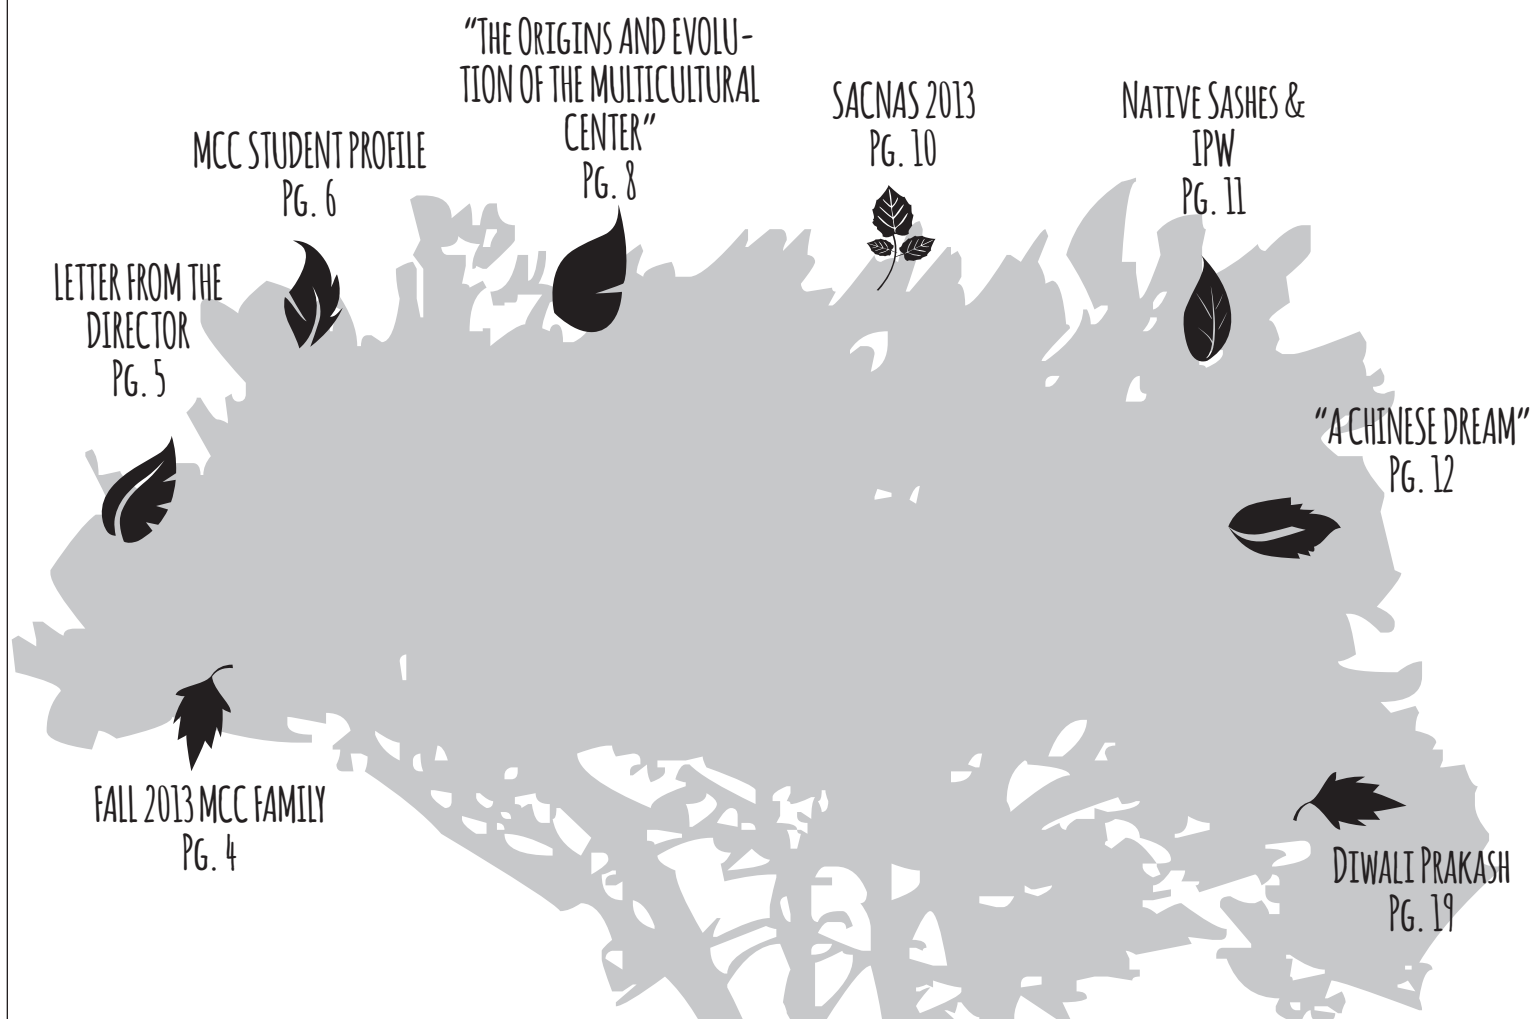 "The Origins AND EVOLU-
TION OF THE MULTICULTURAL
CENTER"
Pg. 8
SACNAS 2013
Pg. 10
Native Sashes &
IPW
Pg. 11
MCC STUDENT PROFILE
Pg. 6
LETTER FROM THE
DIRECTOR
Pg. 5
"A CHINESE DREAM"
Pg. 12
FALL 2013 MCC FAMILY
Pg. 4
Diwali Prakash
Pg. 19